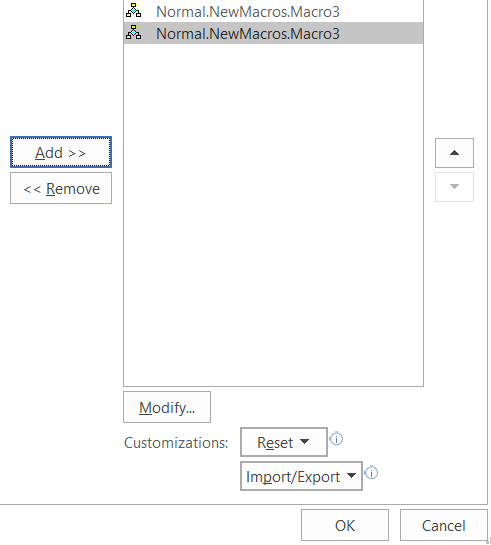 Normal.NewMacros.Macro3
Normal.NewMacros.Macro3
Add >>
<< Remove
Modify...
Customizations: Reset
Import/Export
OK Cancel